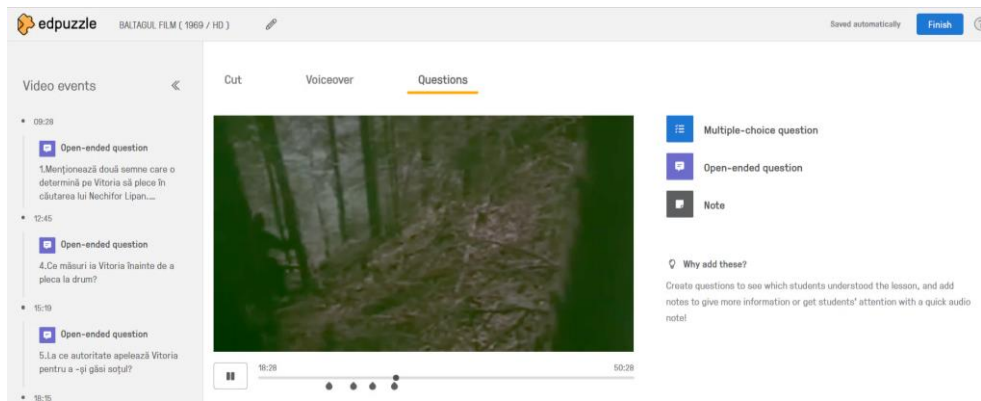 edpuzzle
BALTAGUL FILM ( 1969 / HD )
Saved automatically
Finish
Video events
Cut
Voiceover
Questions
09:28
Open-ended question
1.Menționează două semne care o
determină pe Vitoria să plece în
căutarea lui Nechifor Lipan....
12:45
Open-ended question
4.Ce măsuri ia Vitoria înainte de a
pleca la drum?
15:19
Open-ended question
5.La ce autoritate apelează Vitoria
pentru a -și găsi soțul?
18:15
18:28
50:28
Multiple-choice question
Open-ended question
Note
Why add these?
Create questions to see which students understood the lesson, and add
notes to give more information or get students' attention with a quick audio
note!